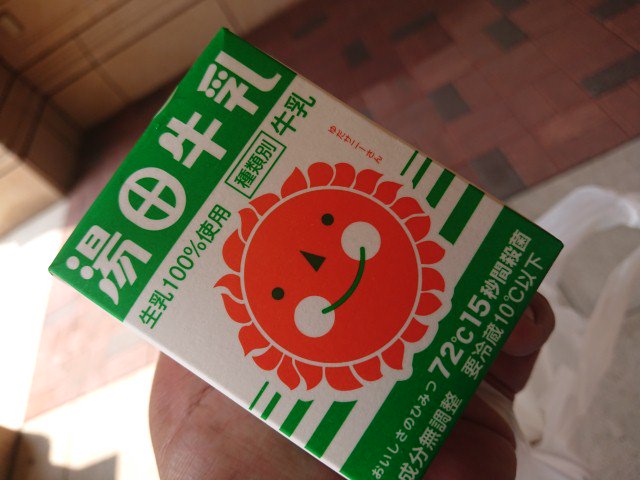 湯田牛乳
種類別 牛乳
生乳100%使用
ゆだサニーさん
おいしさのひみつ 72℃15秒間殺菌
成分無調整 要冷蔵10℃以下